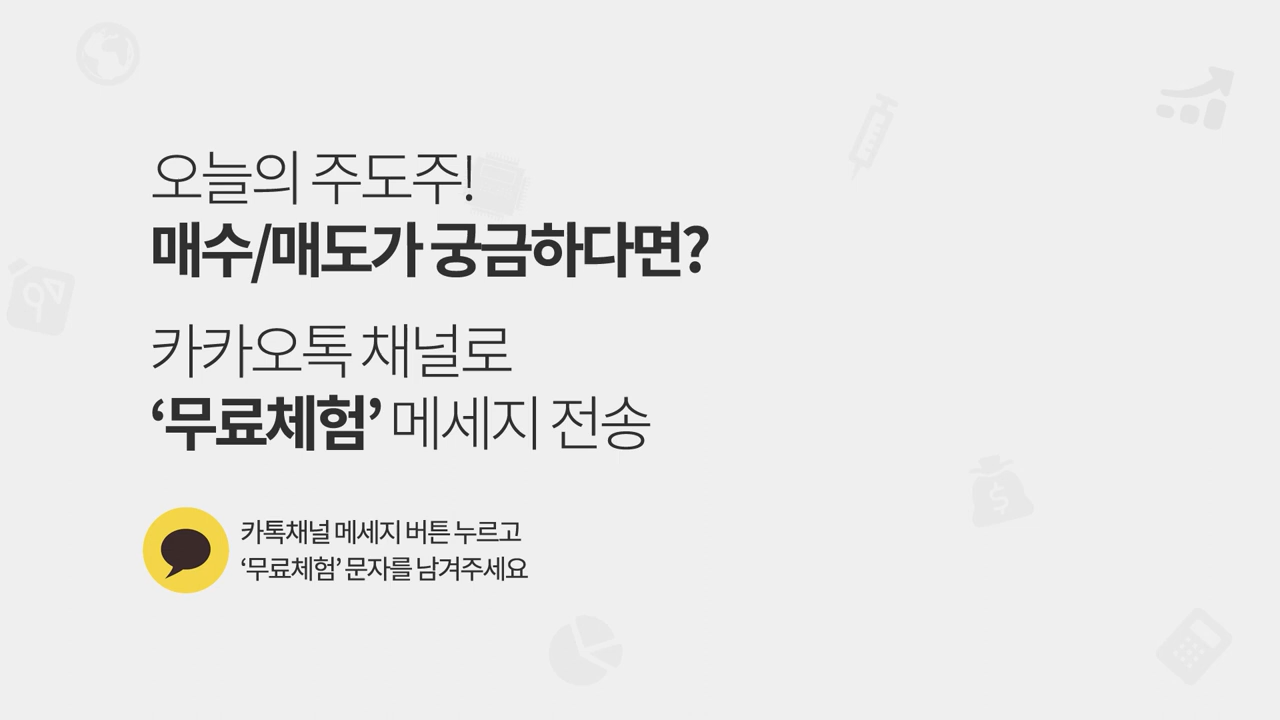 오늘의 주도주!
매수/매도가 궁금하다면?
카카오톡 채널로
‘무료체험’ 메세지 전송
카톡채널 메세지 버튼 누르고
‘무료체험’ 문자를 남겨주세요